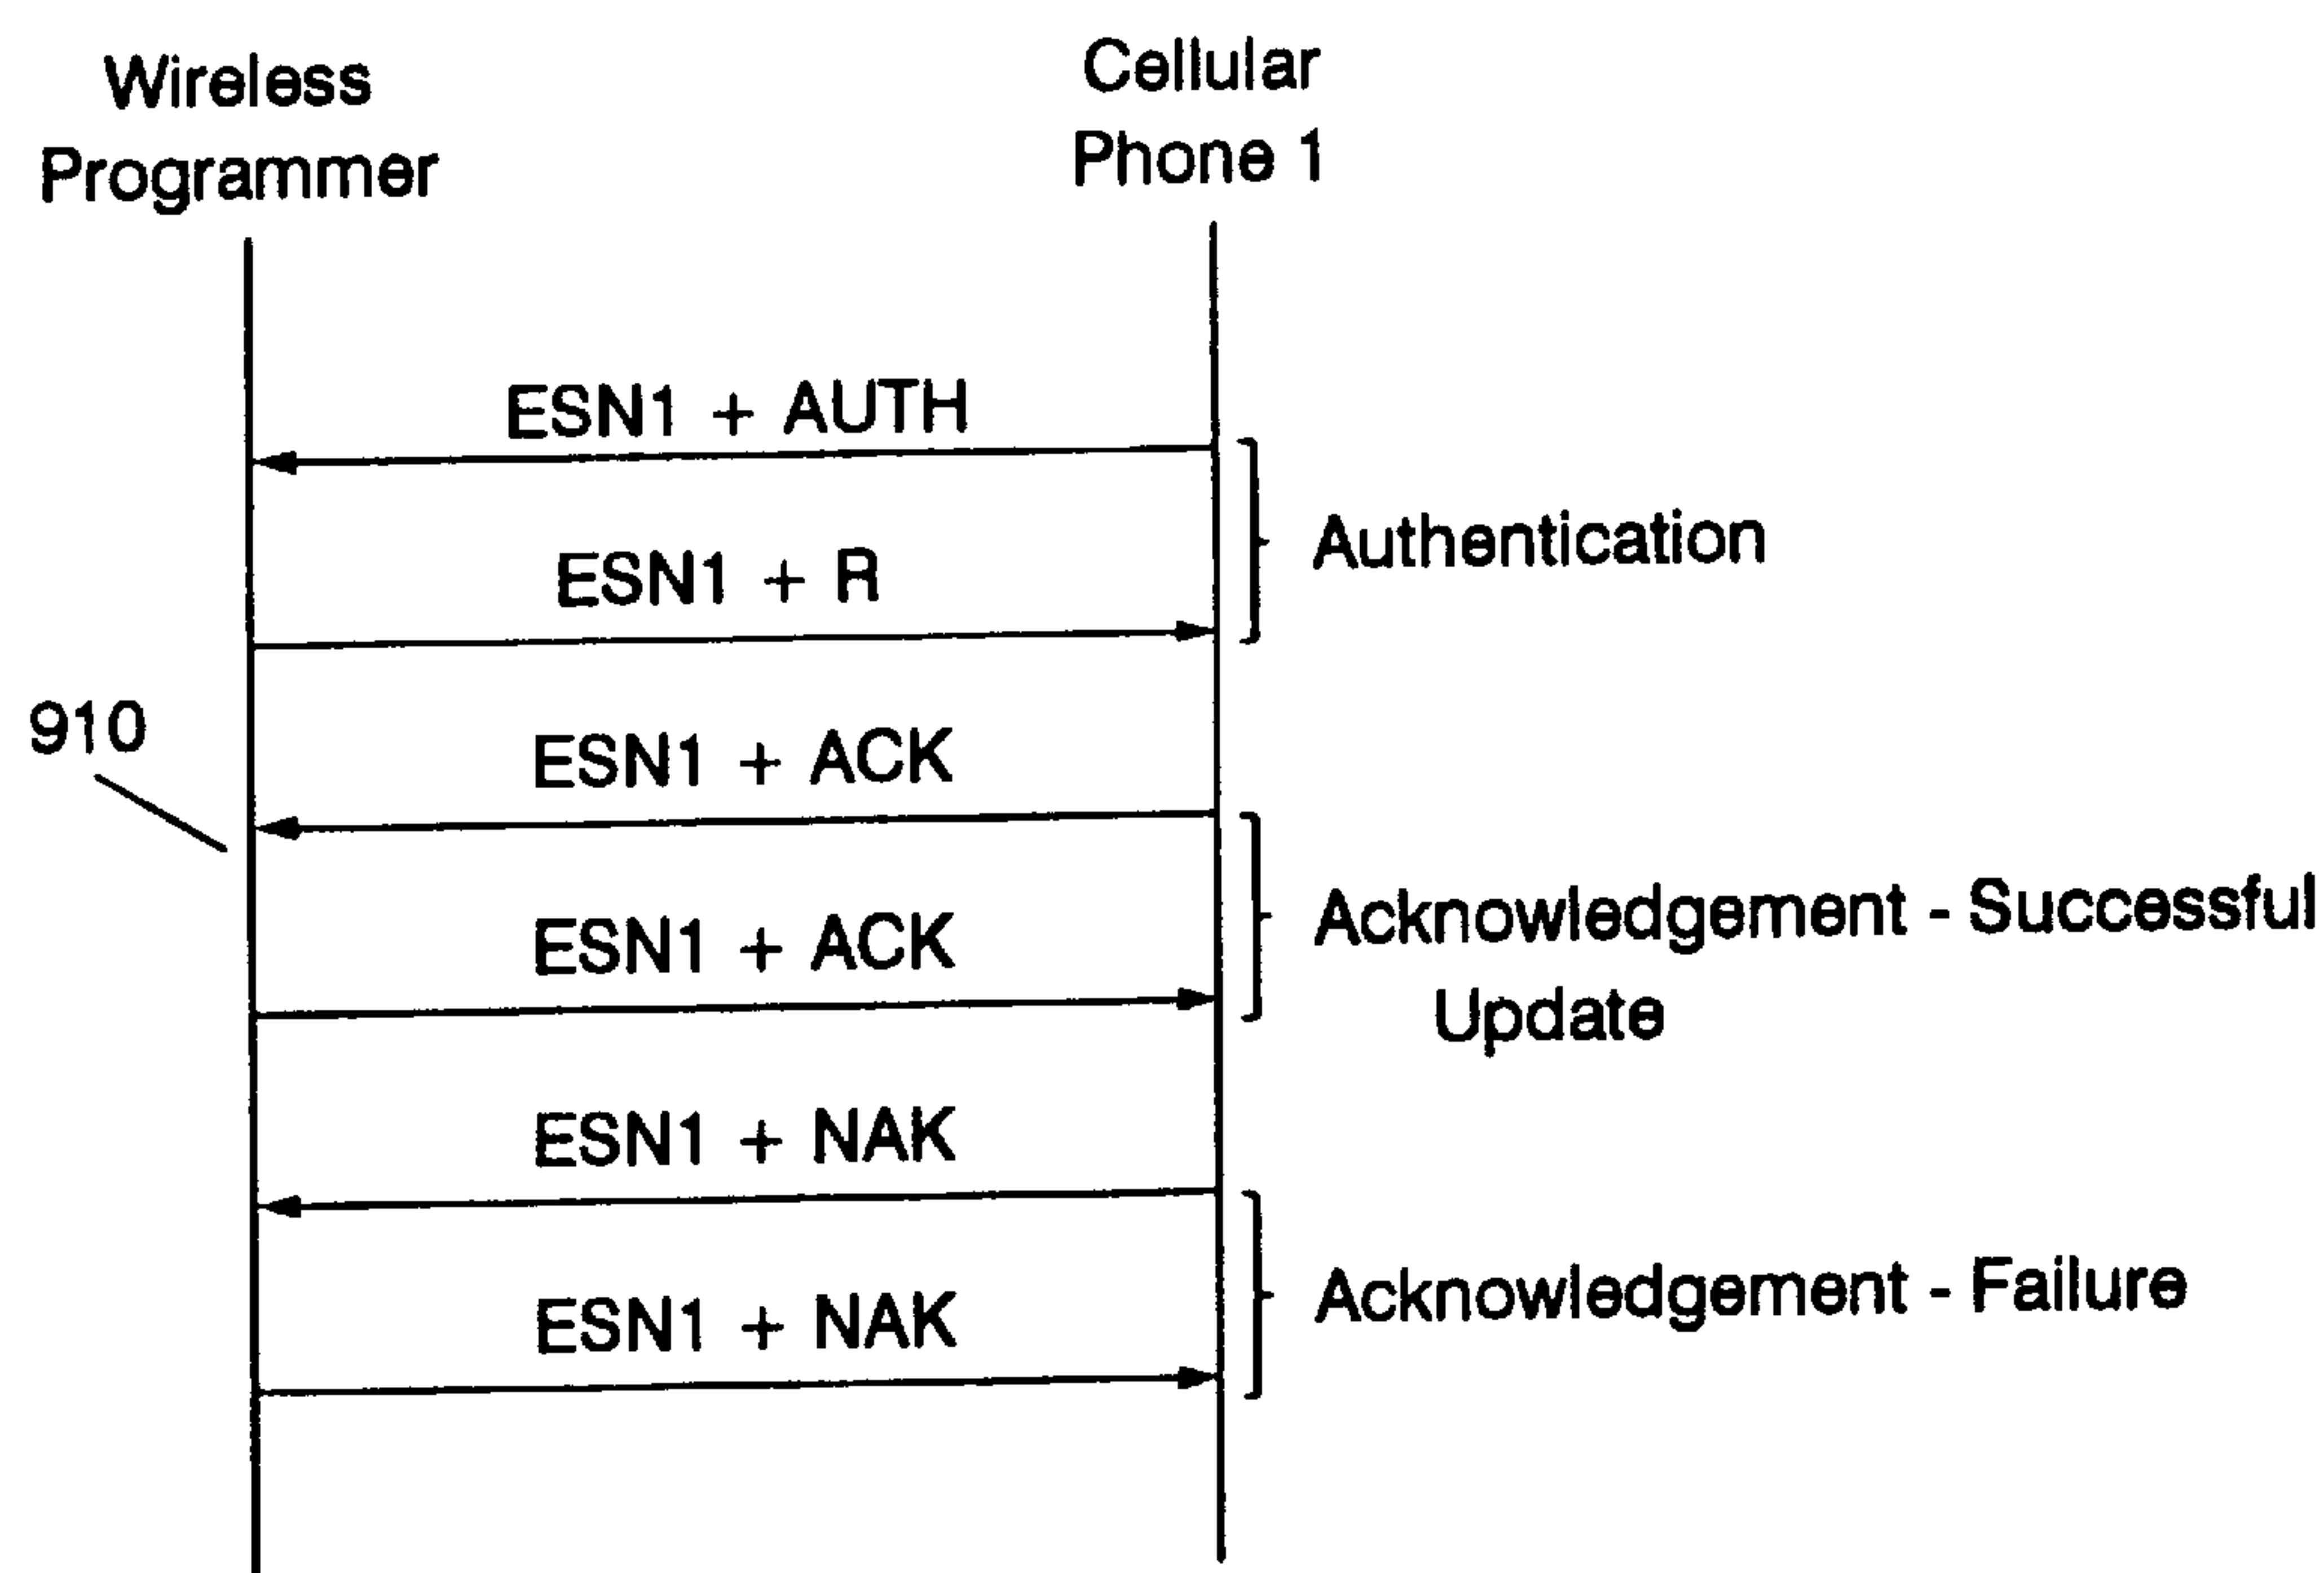 Wireless
Programmer
Cellular
Phone 1
ESN1 + AUTH
ESN1 + R
Authentication
910
ESN1 + ACK
ESN1 + ACK
Acknowledgement - Successful
Update
ESN1 + NAK
ESN1 + NAK
Acknowledgement - Failure